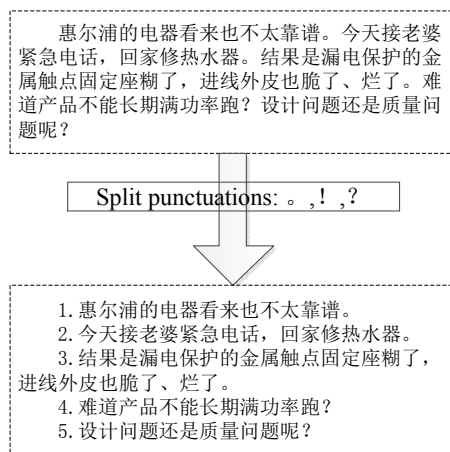 惠尔浦的电器看来也不太靠谱。今天接老婆
紧急电话，回家修热水器。结果是漏电保护的金
属触点固定座糊了，进线外皮也脆了、烂了。难
道产品不能长期满功率跑？设计问题还是质量问
题呢？
Split punctuations: 。,！,？
1.惠尔浦的电器看来也不太靠谱。
2.今天接老婆紧急电话，回家修热水器。
3.结果是漏电保护的金属触点固定座糊了，
进线外皮也脆了、烂了。
4.难道产品不能长期满功率跑？
5.设计问题还是质量问题呢？